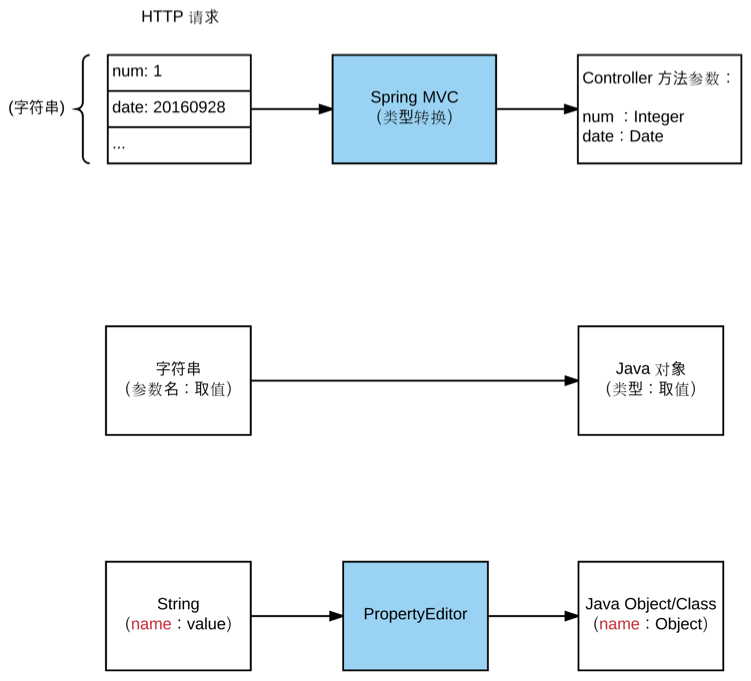 HTTP 请求
(字符串)
num: 1
date: 20160928
...
Spring MVC
（类型转换）
Controller 方法参数：
num ：Integer
date：Date
字符串
（参数名：取值）
Java 对象
（类型：取值）
String
（name：value）
PropertyEditor
Java Object/Class
（name：Object）